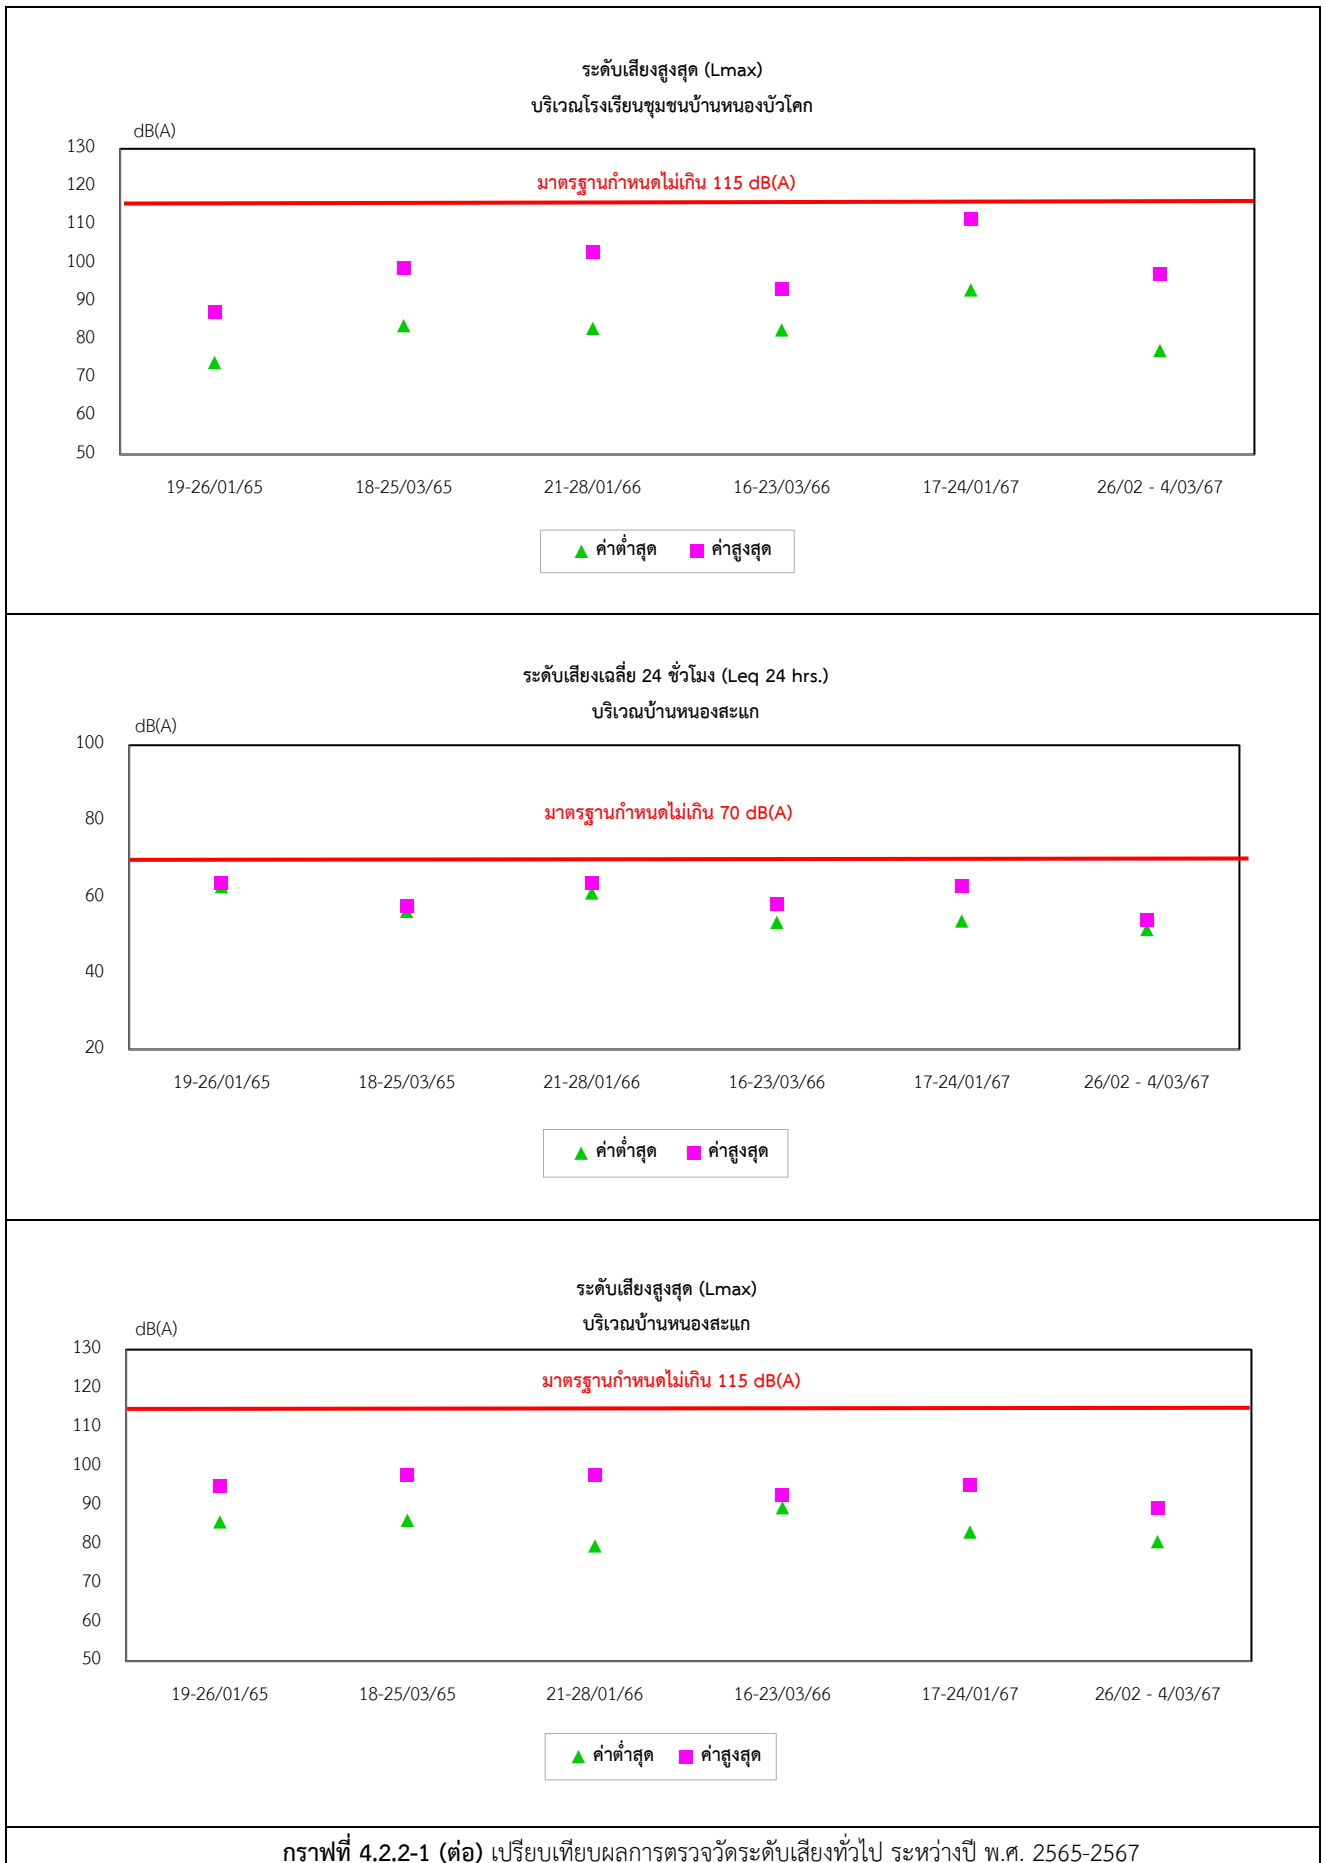 ระดับเสียงสูงสุด (Lmax)
บริเวณโรงเรียนชุมชนบ้านหนองบัวโคก
dB(A)
130
120
110
100
90
80
70
60
50
มาตรฐานกำหนดไม่เกิน 115 dB(A)
19-26/01/65 18-25/03/65 21-28/01/66 16-23/03/66 17-24/01/67 26/02 - 4/03/67
ค่าต่ำสุด ค่าสูงสุด
ระดับเสียงเฉลี่ย 24 ชั่วโมง (Leq 24 hrs.)
บริเวณบ้านหนองสะแก
dB(A)
100
80
60
40
20
มาตรฐานกำหนดไม่เกิน 70 dB(A)
19-26/01/65 18-25/03/65 21-28/01/66 16-23/03/66 17-24/01/67 26/02 - 4/03/67
ค่าต่ำสุด ค่าสูงสุด
ระดับเสียงสูงสุด (Lmax)
บริเวณบ้านหนองสะแก
dB(A)
130
120
110
100
90
80
70
60
50
มาตรฐานกำหนดไม่เกิน 115 dB(A)
19-26/01/65 18-25/03/65 21-28/01/66 16-23/03/66 17-24/01/67 26/02 - 4/03/67
ค่าต่ำสุด ค่าสูงสุด
กราฟที่ 4.2.2-1 (ต่อ) เปรียบเทียบผลการตรวจวัดระดับเสียงทั่วไป ระหว่างปี พ.ศ. 2565-2567